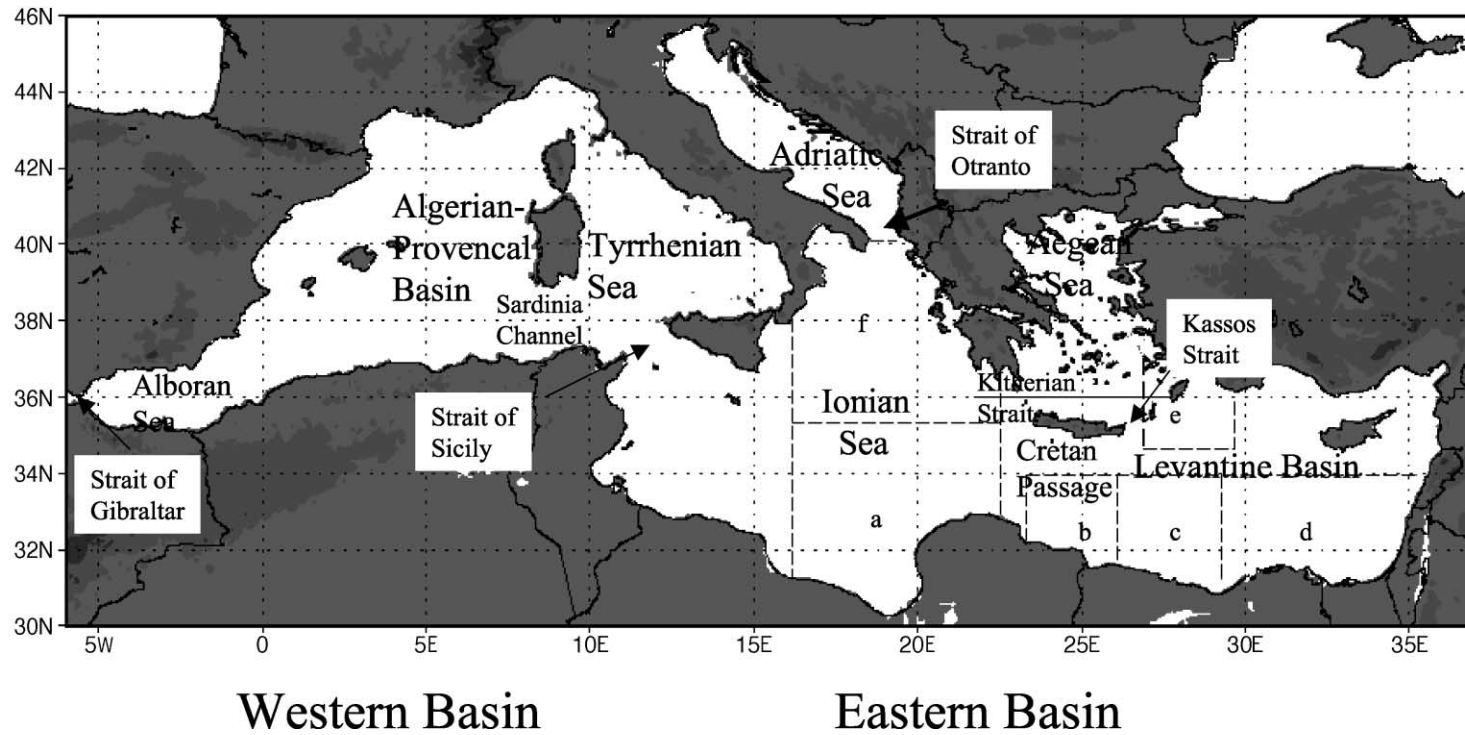 46N
44N
42N
40N
38N
36N
34N
32N
30N
5W
0
5E
10E
15E
20E
25E
30E
35E
Strait of
Otranto
Adriatic
Sea
Algerian-
Provencal
Basin
Tyrrhenian
Sea
Aegean
Sea
Sardinia
Channel
f
Kassos
Strait
Alboran
Sea
Kitherian
Strait
Ionian
Sea
e
Strait of
Sicily
Cretan
Passage
Levantine Basin
Strait of
Gibraltar
a
b
c
d
Western Basin
Eastern Basin